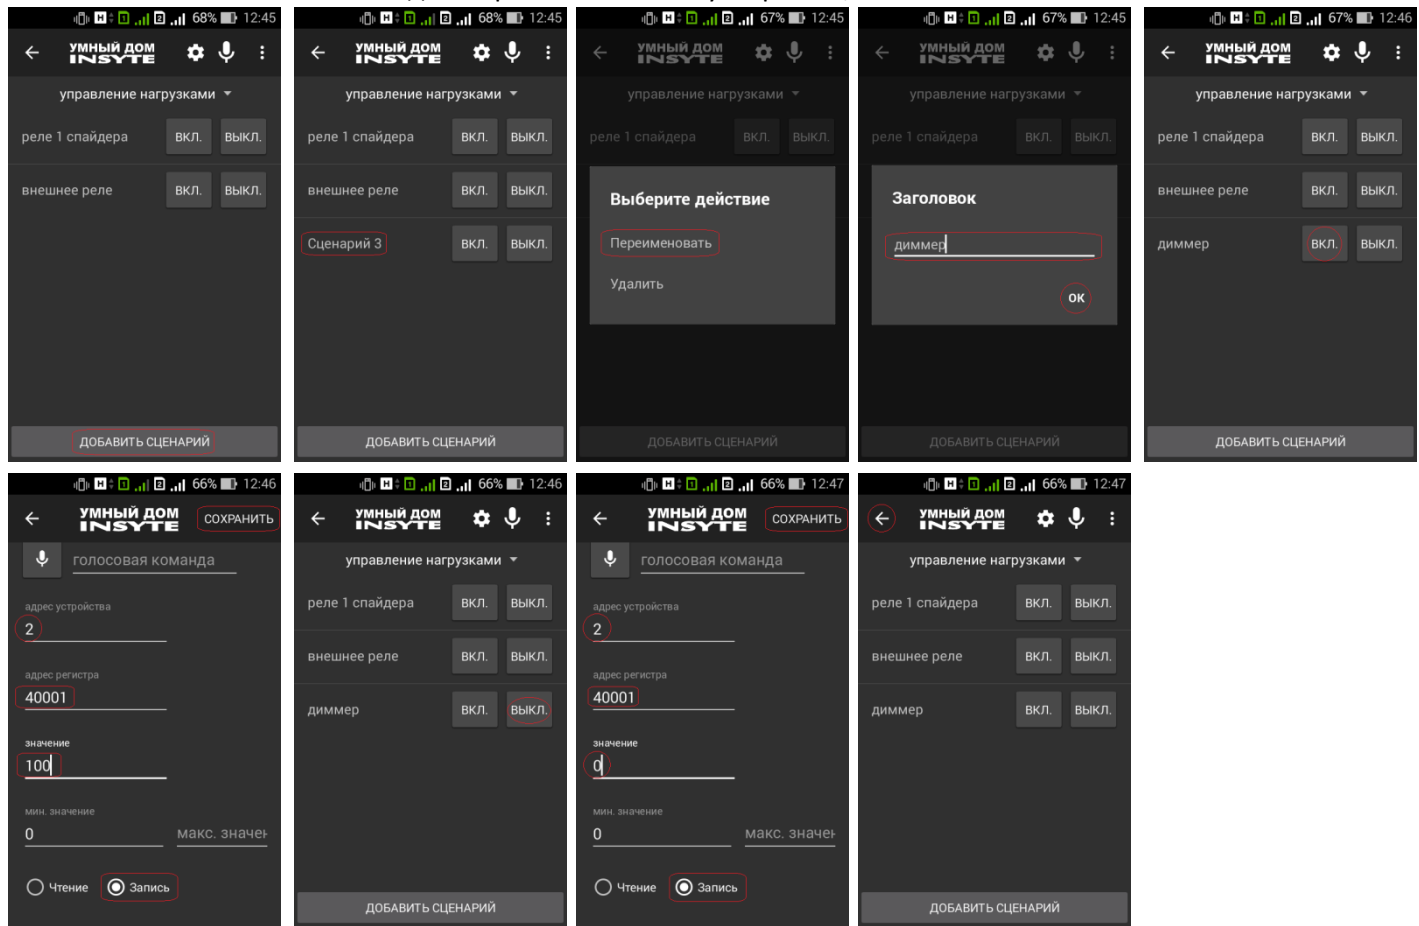 68% 12:45
УМНЫЙ ДОМ
INSYTE
управление нагрузками
реле 1 спайдера ВКЛ. ВЫКЛ.
внешнее реле ВКЛ. ВЫКЛ.
ДОБАВИТЬ СЦЕНАРИЙ
68% 12:45
УМНЫЙ ДОМ
INSYTE
управление нагрузками
реле 1 спайдера ВКЛ. ВЫКЛ.
внешнее реле ВКЛ. ВЫКЛ.
Сценарий 3 ВКЛ. ВЫКЛ.
ДОБАВИТЬ СЦЕНАРИЙ
67% 12:45
УМНЫЙ ДОМ
INSYTE
управление нагрузками
реле 1 спайдера ВКЛ. ВЫКЛ.
Выберите действие
Переименовать
Удалить
ДОБАВИТЬ СЦЕНАРИЙ
67% 12:45
УМНЫЙ ДОМ
INSYTE
управление нагрузками
реле 1 спайдера ВКЛ. ВЫКЛ.
Заголовок
диммер
ОК
ДОБАВИТЬ СЦЕНАРИЙ
67% 12:46
УМНЫЙ ДОМ
INSYTE
управление нагрузками
реле 1 спайдера ВКЛ. ВЫКЛ.
внешнее реле ВКЛ. ВЫКЛ.
диммер ВКЛ. ВЫКЛ.
ДОБАВИТЬ СЦЕНАРИЙ
66% 12:46
УМНЫЙ ДОМ
INSYTE
СОХРАНИТЬ
голосовая команда
адрес устройства
2
адрес регистра
40001
значение
100
мин. значение
0 макс. значен
Чтение Запись
66% 12:46
УМНЫЙ ДОМ
INSYTE
управление нагрузками
реле 1 спайдера ВКЛ. ВЫКЛ.
внешнее реле ВКЛ. ВЫКЛ.
диммер ВКЛ. ВЫКЛ.
ДОБАВИТЬ СЦЕНАРИЙ
66% 12:47
УМНЫЙ ДОМ
INSYTE
СОХРАНИТЬ
голосовая команда
адрес устройства
2
адрес регистра
40001
значение
0
мин. значение
0 макс. значен
Чтение Запись
66% 12:47
УМНЫЙ ДОМ
INSYTE
управление нагрузками
реле 1 спайдера ВКЛ. ВЫКЛ.
внешнее реле ВКЛ. ВЫКЛ.
диммер ВКЛ. ВЫКЛ.
ДОБАВИТЬ СЦЕНАРИЙ